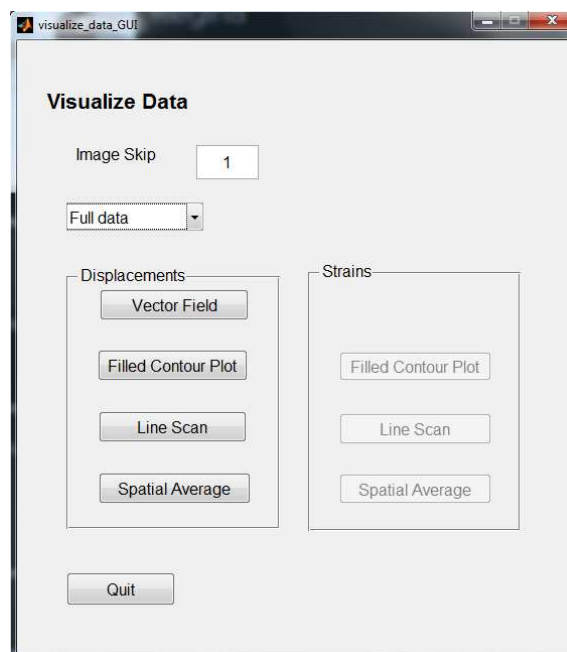 visualize_data_GUI
Visualize Data
Image Skip 1
Full data
Displacements
Vector Field
Filled Contour Plot
Line Scan
Spatial Average
Strains
Filled Contour Plot
Line Scan
Spatial Average
Quit